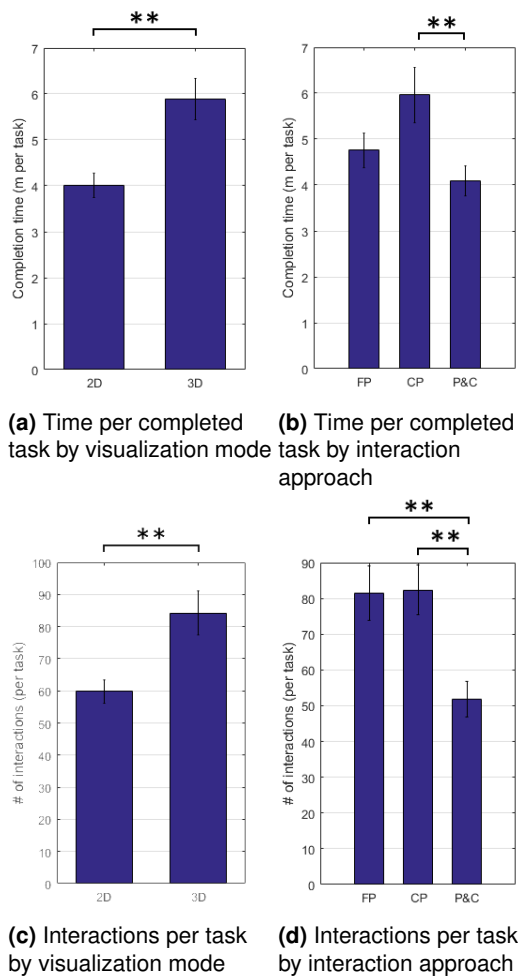 **
7
6
5
4
3
2
1
0
Completion time (m per task)
2D 3D
(a) Time per completed
task by visualization mode
**
7
6
5
4
3
2
1
0
Completion time (m per task)
FP CP P&C
(b) Time per completed
task by interaction
approach
**
100
90
80
70
60
50
40
30
20
10
0
# of interactions (per task)
2D 3D
(c) Interactions per task
by visualization mode
**
**
90
80
70
60
50
40
30
20
10
0
# of interactions (per task)
FP CP P&C
(d) Interactions per task
by interaction approach